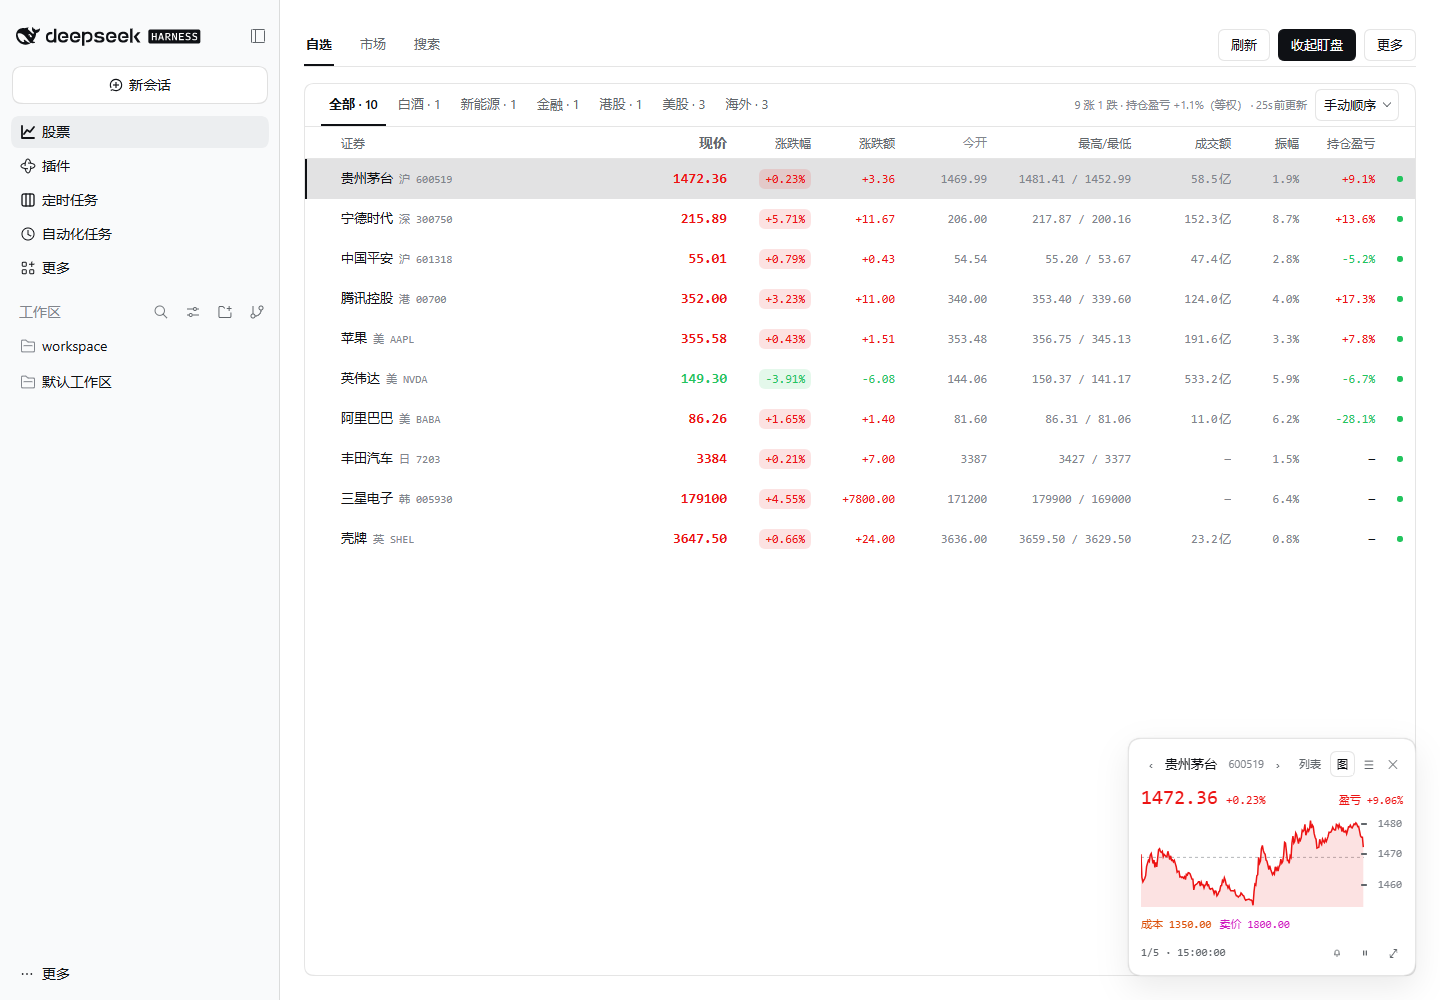 deepseek HARNESS
新会话
股票
插件
定时任务
自动化任务
更多
工作区
workspace
默认工作区
··· 更多
自选 市场 搜索
刷新 收起盯盘 更多
全部 · 10 白酒 · 1 新能源 · 1 金融 · 1 港股 · 1 美股 · 3 海外 · 3
9 涨 1 跌 · 持仓盈亏 +1.1%（等权） · 25s前更新 手动顺序
证券 现价 涨跌幅 涨跌额 今开 最高/最低 成交额 振幅 持仓盈亏
贵州茅台 沪 600519 1472.36 +0.23% +3.36 1469.99 1481.41 / 1452.99 58.5亿 1.9% +9.1%
宁德时代 深 300750 215.89 +5.71% +11.67 206.00 217.87 / 200.16 152.3亿 8.7% +13.6%
中国平安 沪 601318 55.01 +0.79% +0.43 54.54 55.20 / 53.67 47.4亿 2.8% -5.2%
腾讯控股 港 00700 352.00 +3.23% +11.00 340.00 353.40 / 339.60 124.0亿 4.0% +17.3%
苹果 美 AAPL 355.58 +0.43% +1.51 353.48 356.75 / 345.13 191.6亿 3.3% +7.8%
英伟达 美 NVDA 149.30 -3.91% -6.08 144.06 150.37 / 141.17 533.2亿 5.9% -6.7%
阿里巴巴 美 BABA 86.26 +1.65% +1.40 81.60 86.31 / 81.06 11.0亿 6.2% -28.1%
丰田汽车 日 7203 3384 +0.21% +7.00 3387 3427 / 3377 — 1.5% —
三星电子 韩 005930 179100 +4.55% +7800.00 171200 179900 / 169000 — 6.4% —
壳牌 英 SHEL 3647.50 +0.66% +24.00 3636.00 3659.50 / 3629.50 23.2亿 0.8% —
‹ 贵州茅台 600519 › 列表 图
1472.36 +0.23% 盈亏 +9.06%
1480
1470
1460
成本 1350.00 卖价 1800.00
1/5 · 15:00:00